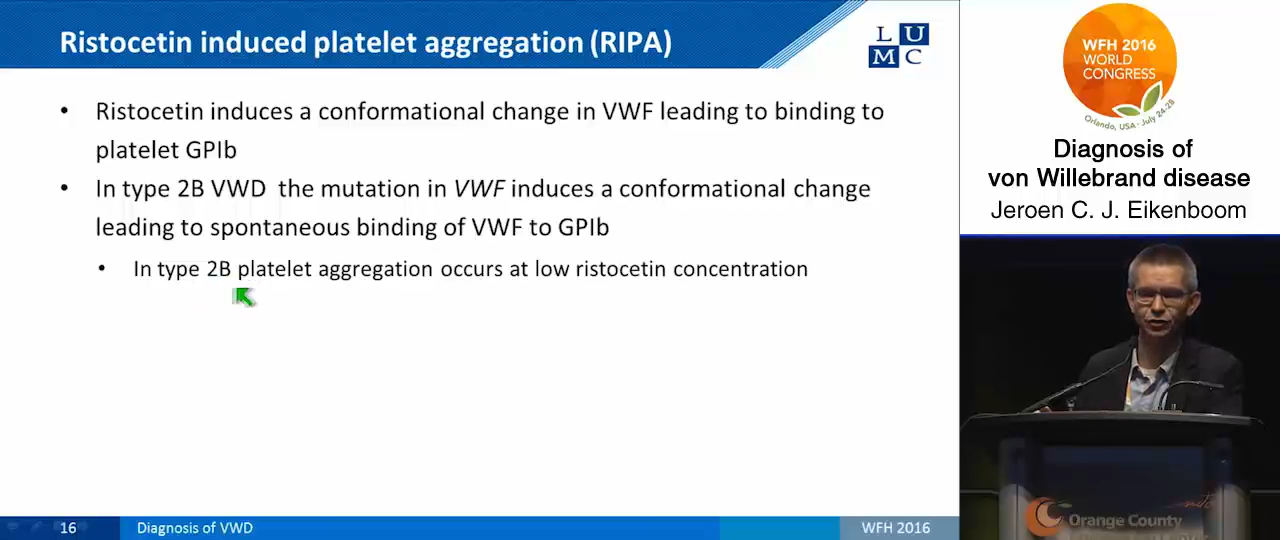 Ristocetin induced platelet aggregation (RIPA)
L U
M C
• Ristocetin induces a conformational change in VWF leading to binding to
platelet GPIb
• In type 2B VWD the mutation in VWF induces a conformational change
leading to spontaneous binding of VWF to GPIb
• In type 2B platelet aggregation occurs at low ristocetin concentration
16
Diagnosis of VWD
WFH 2016
WFH 2016
WORLD
CONGRESS
Orlando, USA · July 24-28
Diagnosis of
von Willebrand disease
Jeroen C. J. Eikenboom
Orange County